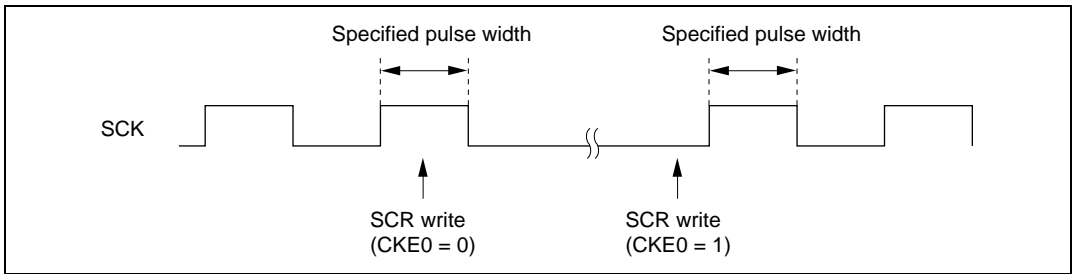 Specified pulse width
Specified pulse width
SCK
SCR write
(CKE0 = 0)
SCR write
(CKE0 = 1)